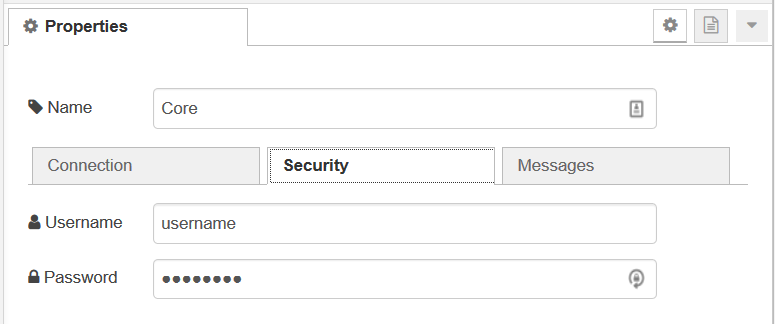 Properties
Name
Core
Connection
Security
Messages
Username
username
Password
●●●●●●●●